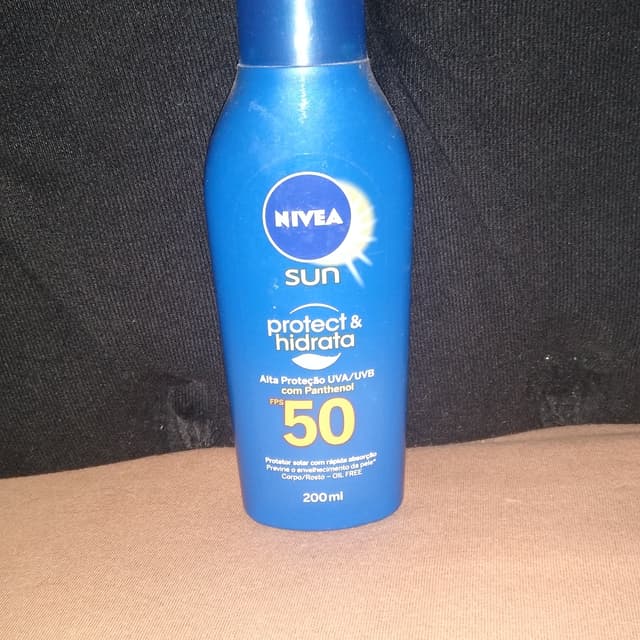 NIVEA
sun
protect &
hidrata
Alta Proteção UVA/UVB
com Panthenol
FPS
50
Protetor solar com rápida absorção
Previne o envelhecimento da pele*
Corpo/Rosto - OIL FREE
200ml